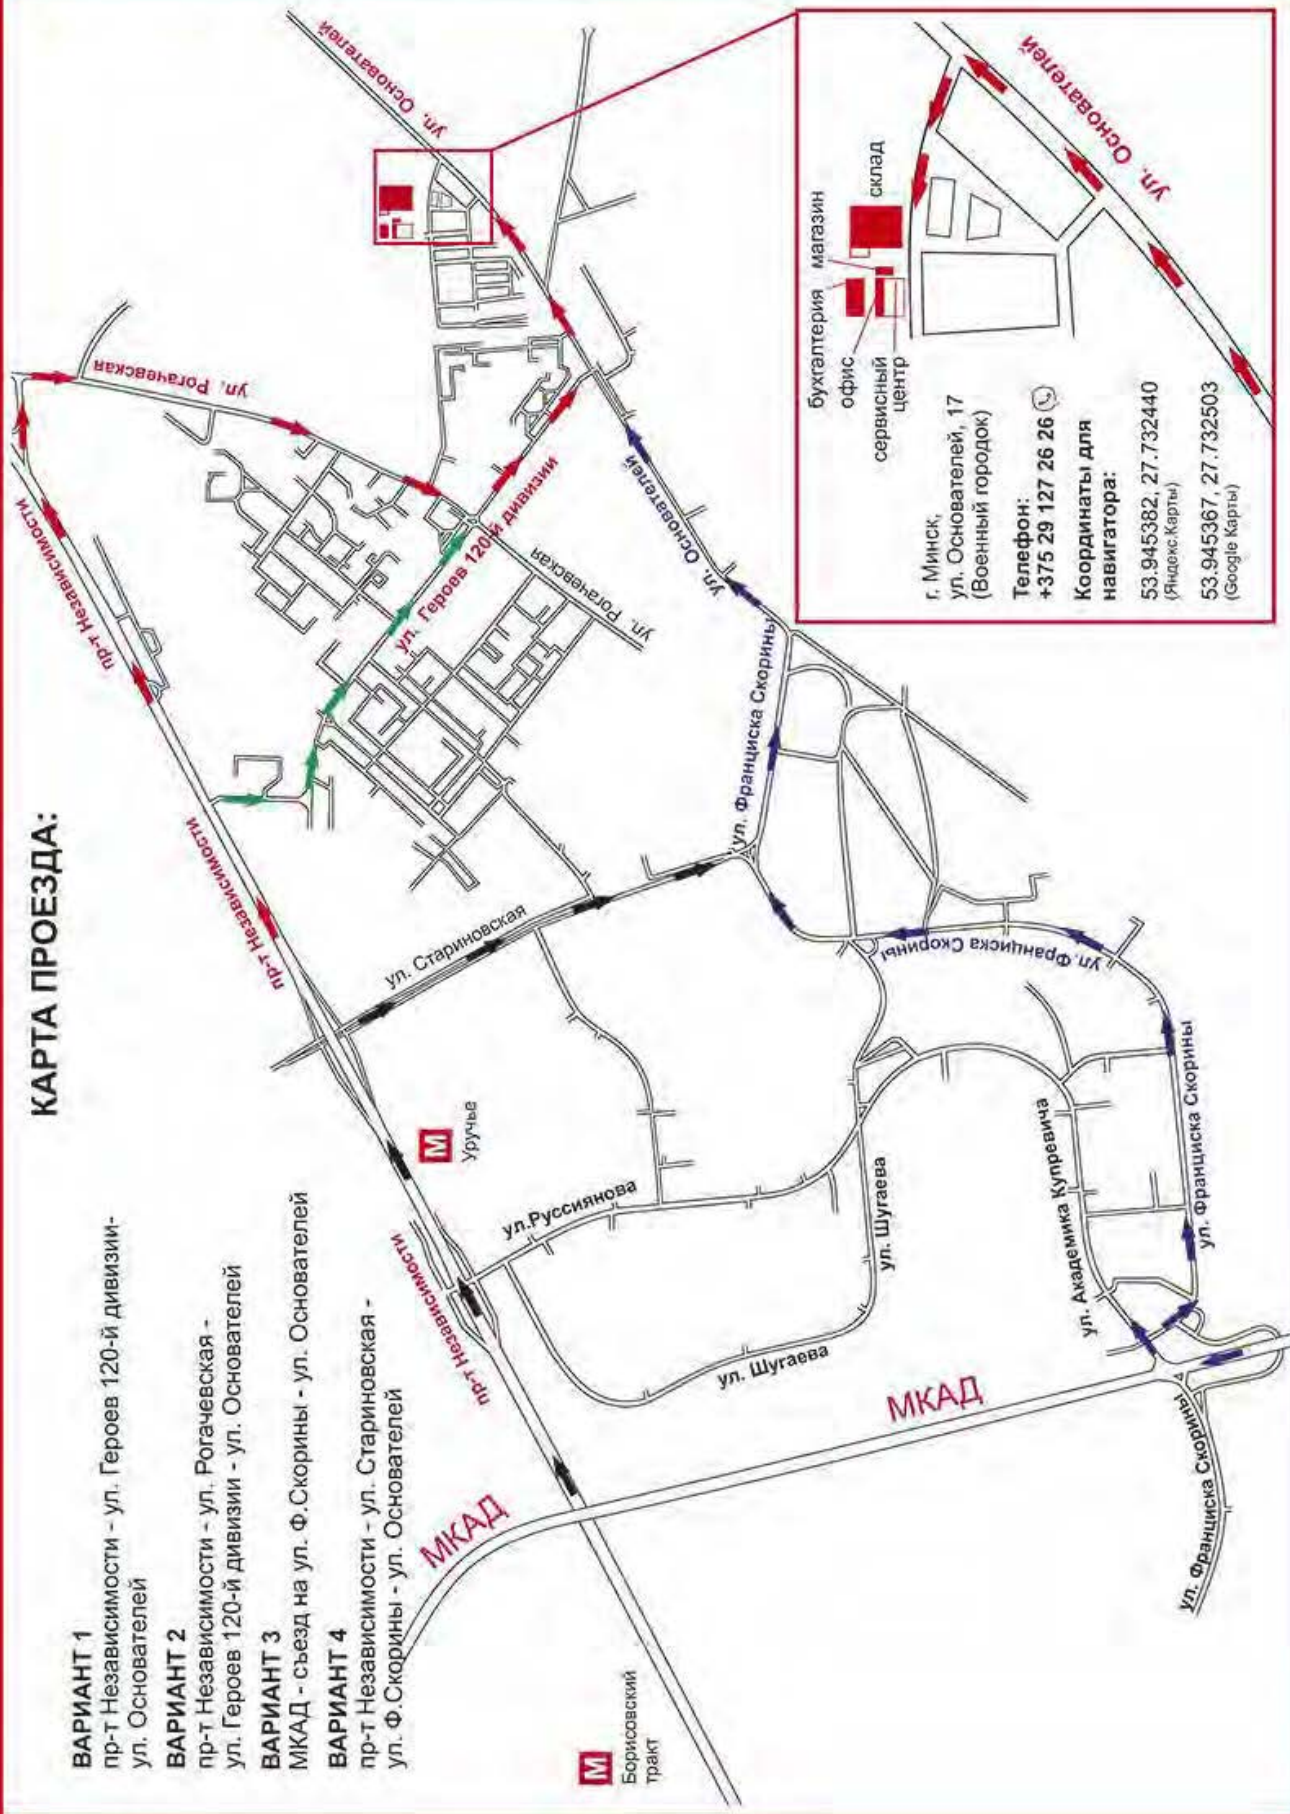 КАРТА ПРОЕЗДА:
ВАРИАНТ 1
пр-т Независимости - ул. Героев 120-й дивизии-
ул. Основателей
ВАРИАНТ 2
пр-т Независимости - ул. Рогачевская -
ул. Героев 120-й дивизии - ул. Основателей
ВАРИАНТ 3
МКАД - съезд на ул. Ф.Скорины - ул. Основателей
ВАРИАНТ 4
пр-т Независимости - ул. Стариновская -
ул. Ф.Скорины - ул. Основателей
пр-т Независимости
пр-т Независимости
пр-т Независимости
ул. Рогачевская
ул. Основателей
ул. Героев 120-й дивизии
ул. Рогачевская
ул. Основателей
ул. Стариновская
ул. Франциска Скорины
ул. Франциска Скорины
М
Уручье
ул.Руссиянова
ул. Шугаева
ул. Шугаева
ул. Академика Купревича
ул. Франциска Скорины
МКАД
МКАД
ул. Франциска Скорины
ул. Франциска Скорины
М
Борисовский
тракт
бухгалтерия
магазин
офис
склад
сервисный
центр
ул. Основателей
ул. Основателей
г. Минск,
ул. Основателей, 17
(Военный городок)
Телефон:
+375 29 127 26 26
Координаты для
навигатора:
53.945382, 27.732440
(Яндекс.Карты)
53.945367, 27.732503
(Google Карты)